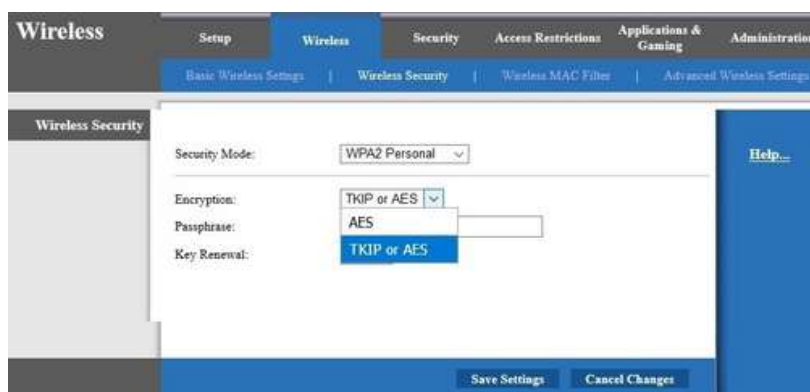 Wireless
Setup
Wireless
Security
Access Restrictions
Applications & Gaming
Administration
Basic Wireless Settings | Wireless Security | Wireless MAC Filter | Advanced Wireless Settings
Wireless Security
Security Mode: WPA2 Personal
Help...
Encryption: TKIP or AES
Passphrase:
AES
Key Renewal:
TKIP or AES
Save Settings
Cancel Changes